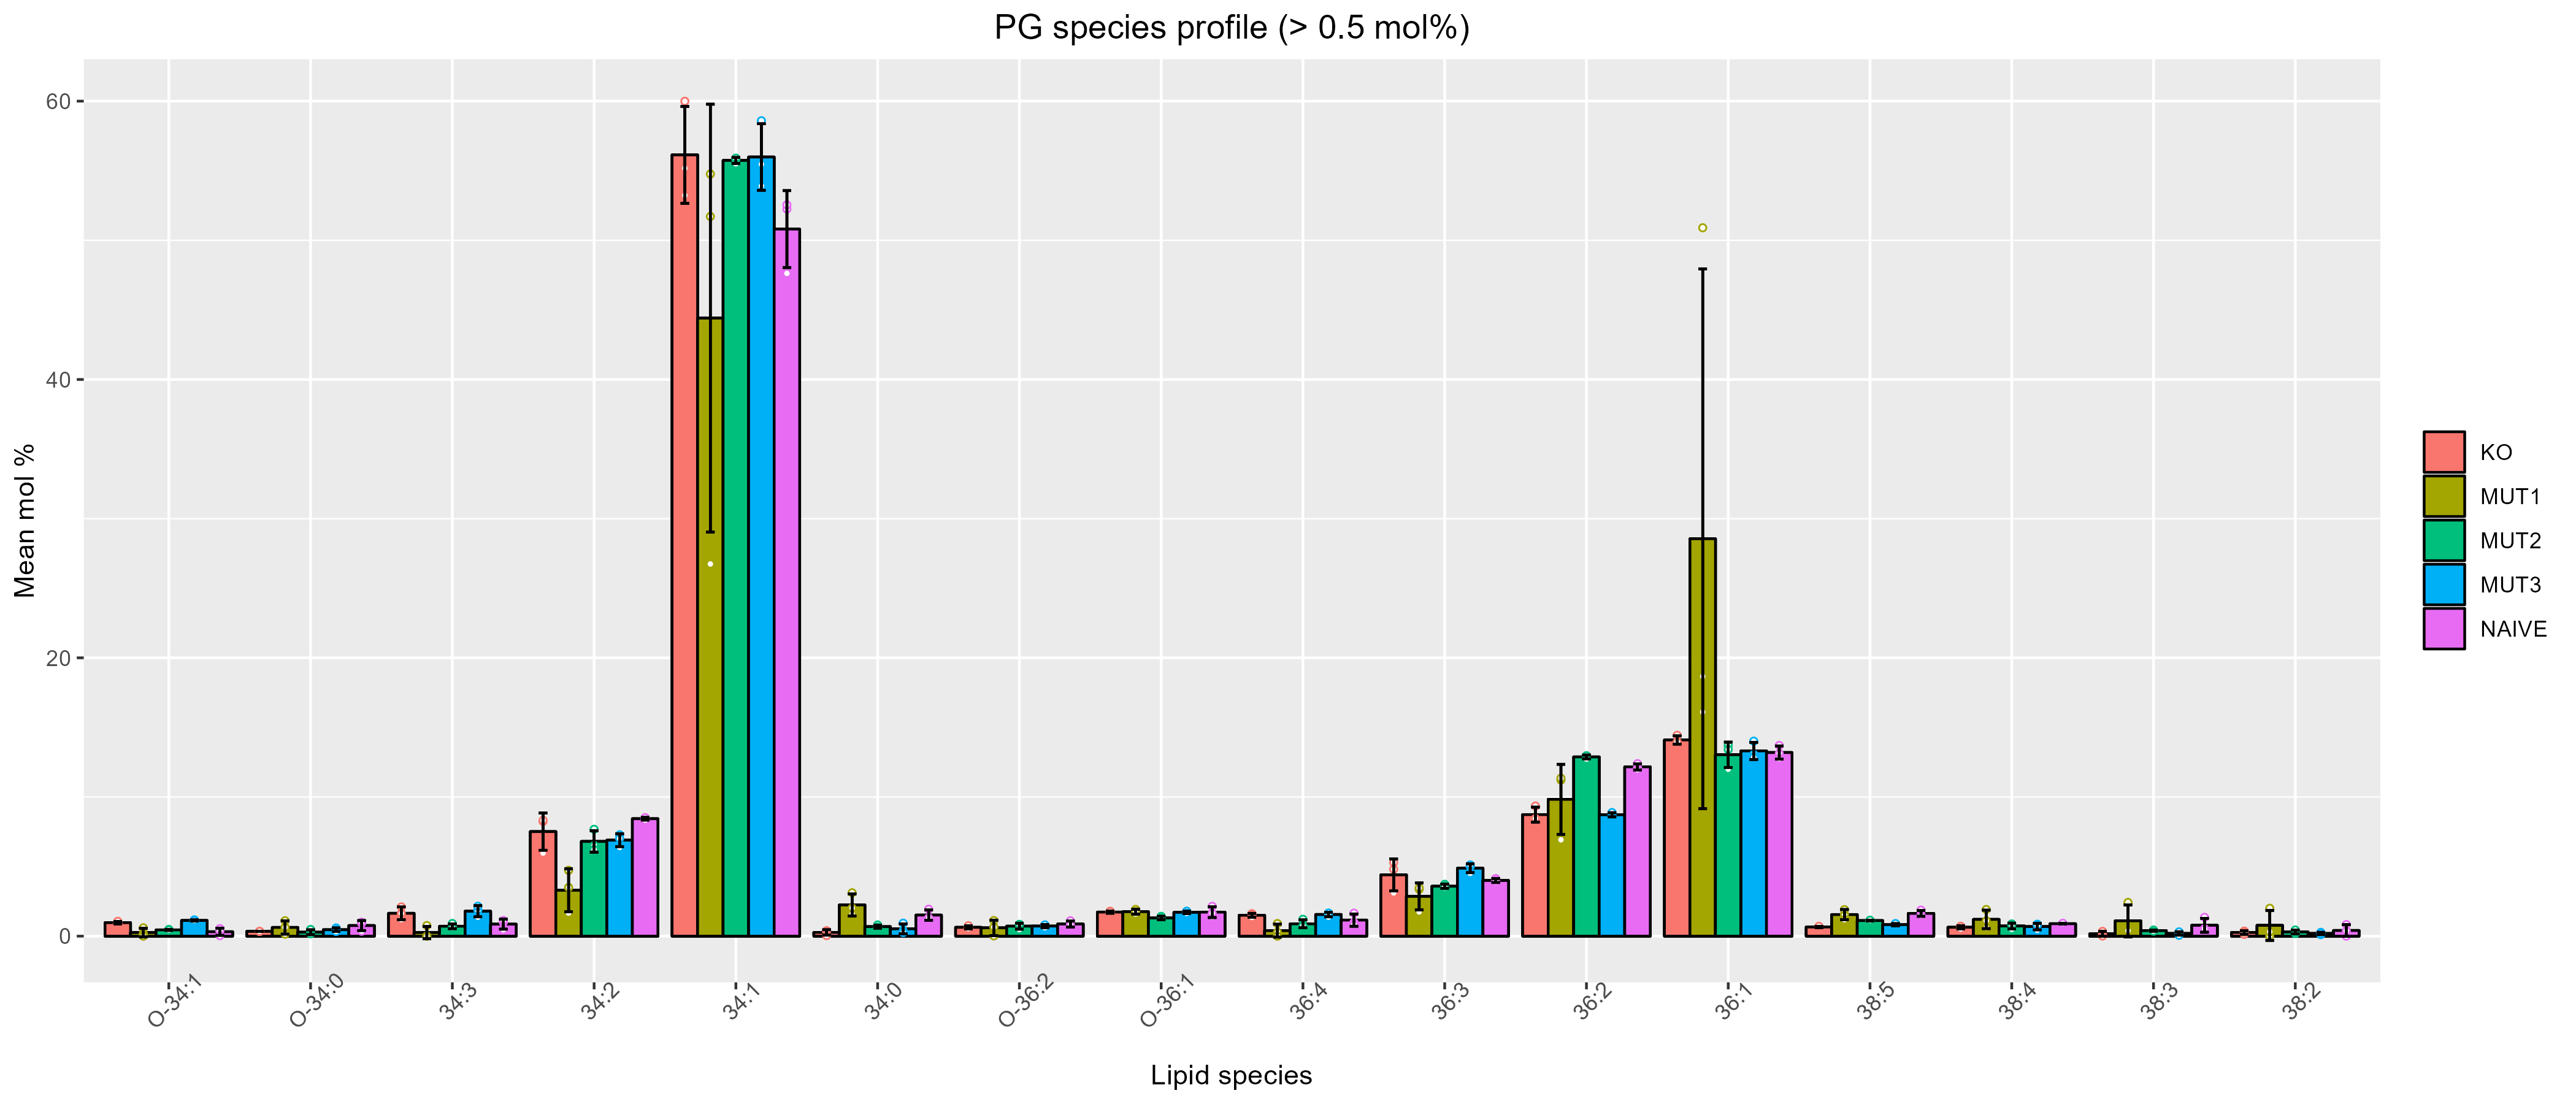 PG species profile (> 0.5 mol%)
Mean mol %
60
40
20
0
O-34:1
O-34:0
34:3
34:2
34:1
34:0
O-36:2
O-36:1
36:4
36:3
36:2
36:1
38:5
38:4
38:3
38:2
Lipid species
KO
MUT1
MUT2
MUT3
NAIVE